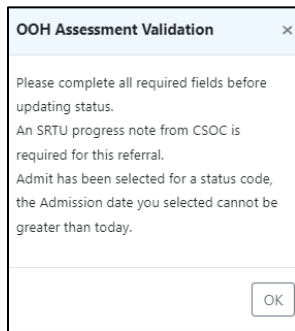 OOH Assessment Validation ×
Please complete all required fields before
updating status.
An SRTU progress note from CSOC is
required for this referral.
Admit has been selected for a status code,
the Admission date you selected cannot be
greater than today.
OK